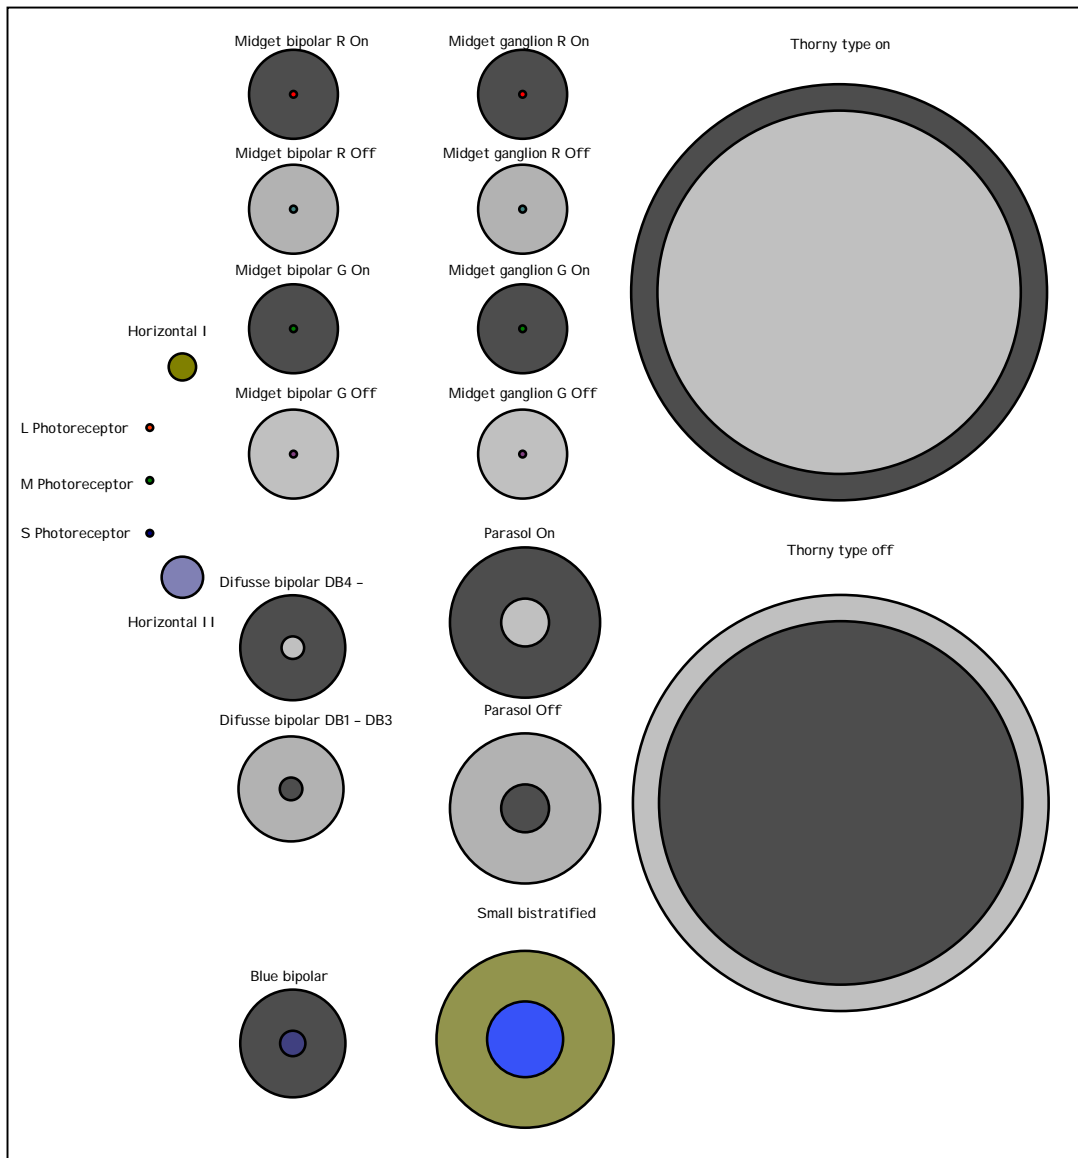 Midget bipolar R On
Midget ganglion R On
Thorny type on
Midget bipolar R Off
Midget ganglion R Off
Midget bipolar G On
Midget ganglion G On
Horizontal I
Midget bipolar G Off
Midget ganglion G Off
L Photoreceptor
M Photoreceptor
S Photoreceptor
Parasol On
Thorny type off
Difusse bipolar DB4 –
Horizontal II
Parasol Off
Difusse bipolar DB1 – DB3
Small bistratified
Blue bipolar